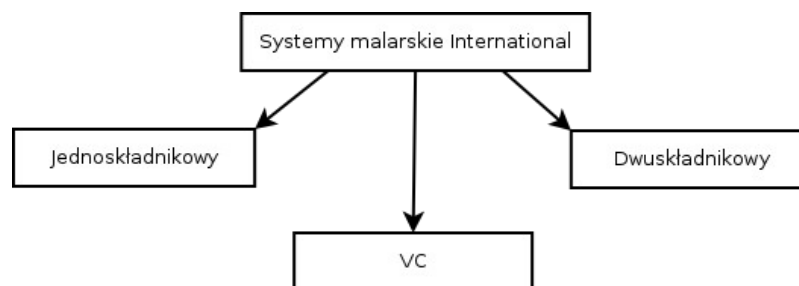 Systemy malarskie International
Jednoskładnikowy
Dwuskładnikowy
VC